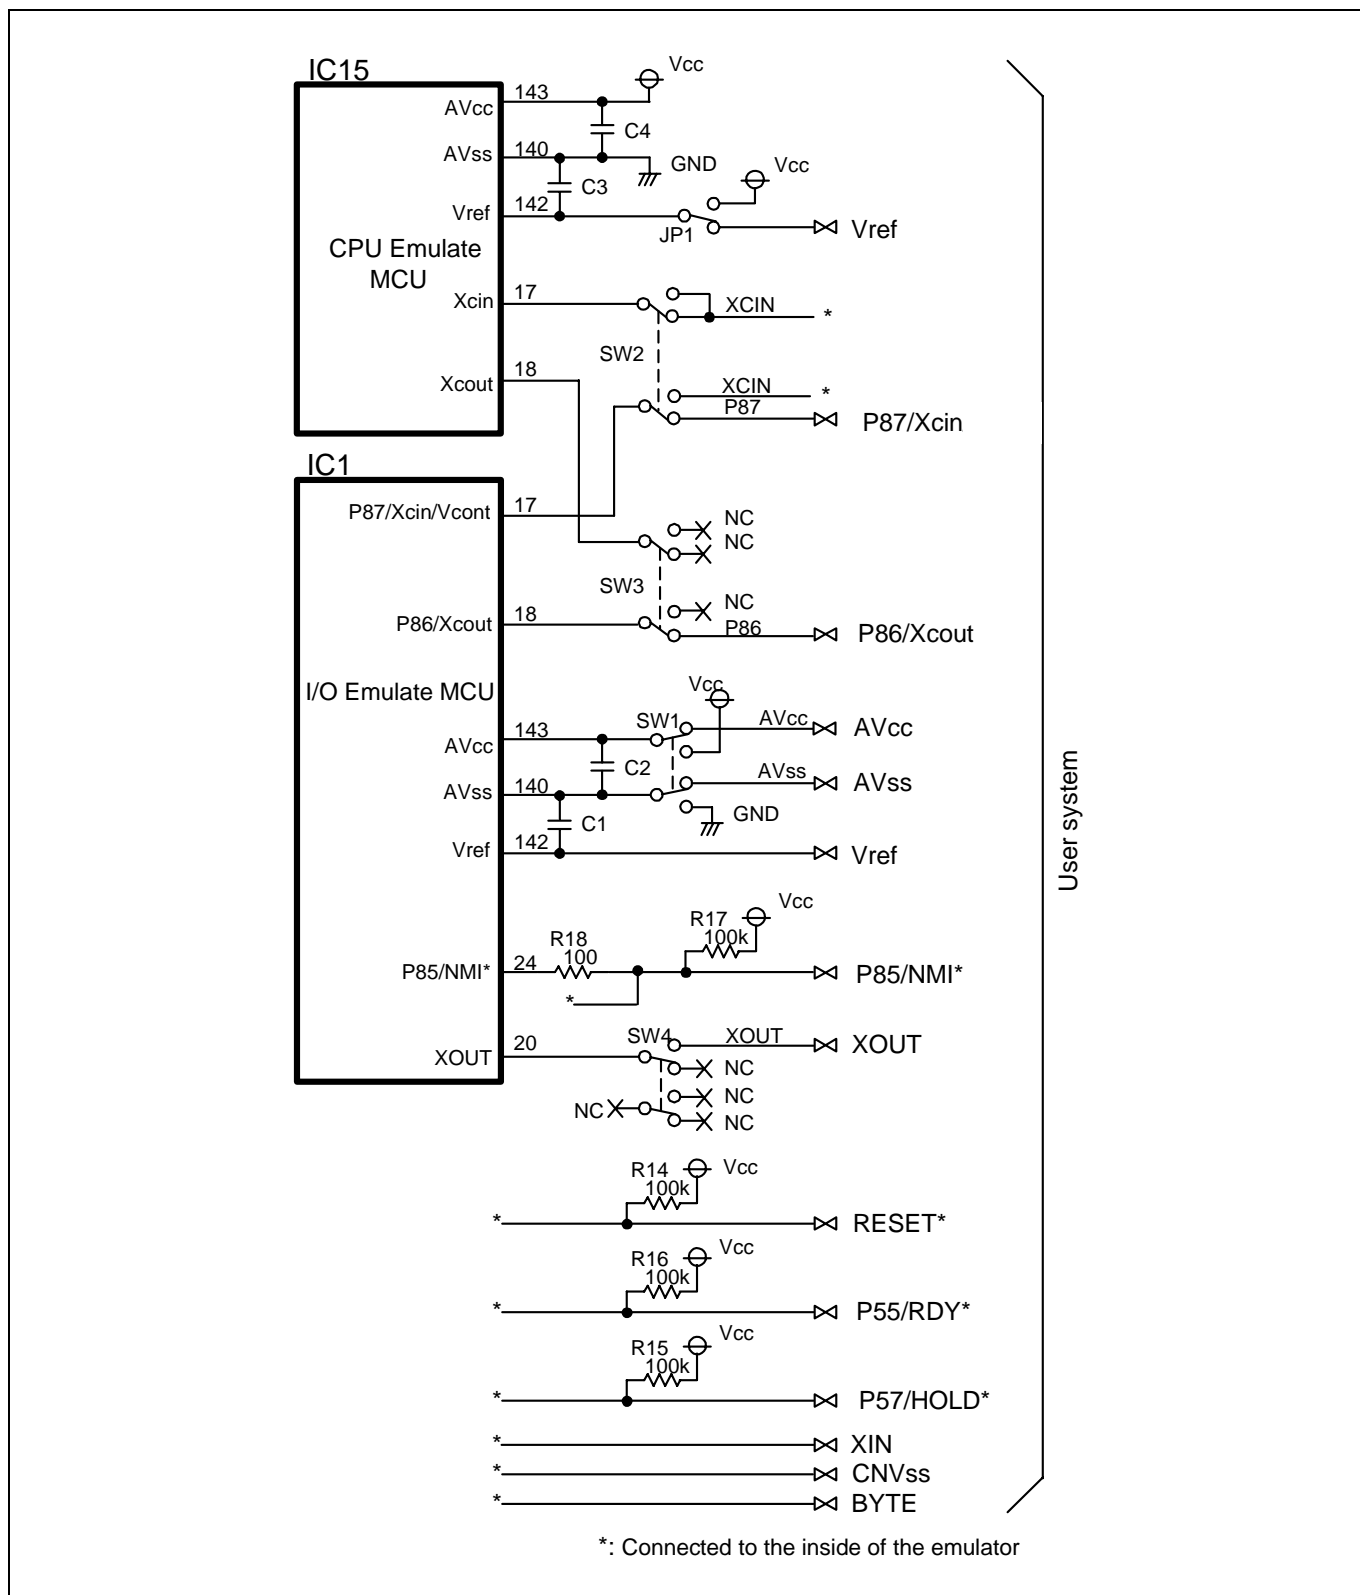 IC15
Vcc
AVcc
143
C4
AVss
140
GND
C3
Vcc
Vref
142
JP1
Vref
CPU Emulate
MCU
Xcin
17
XCIN
*
SW2
Xcout
18
XCIN
*
P87
P87/Xcin
IC1
P87/Xcin/Vcont
17
NC
NC
SW3
NC
P86/Xcout
18
P86
P86/Xcout
I/O Emulate MCU
Vcc
AVcc
143
SW1
AVcc
AVcc
C2
AVss
140
AVss
AVss
C1
GND
Vref
142
Vref
User system
Vcc
R17
100k
R18
100
P85/NMI*
24
P85/NMI*
*
SW4
XOUT
XOUT
XOUT
20
NC
NC
NC
NC
R14
Vcc
100k
*
RESET*
R16
Vcc
100k
*
P55/RDY*
R15
Vcc
100k
*
P57/HOLD*
*
XIN
*
CNVss
*
BYTE
*: Connected to the inside of the emulator